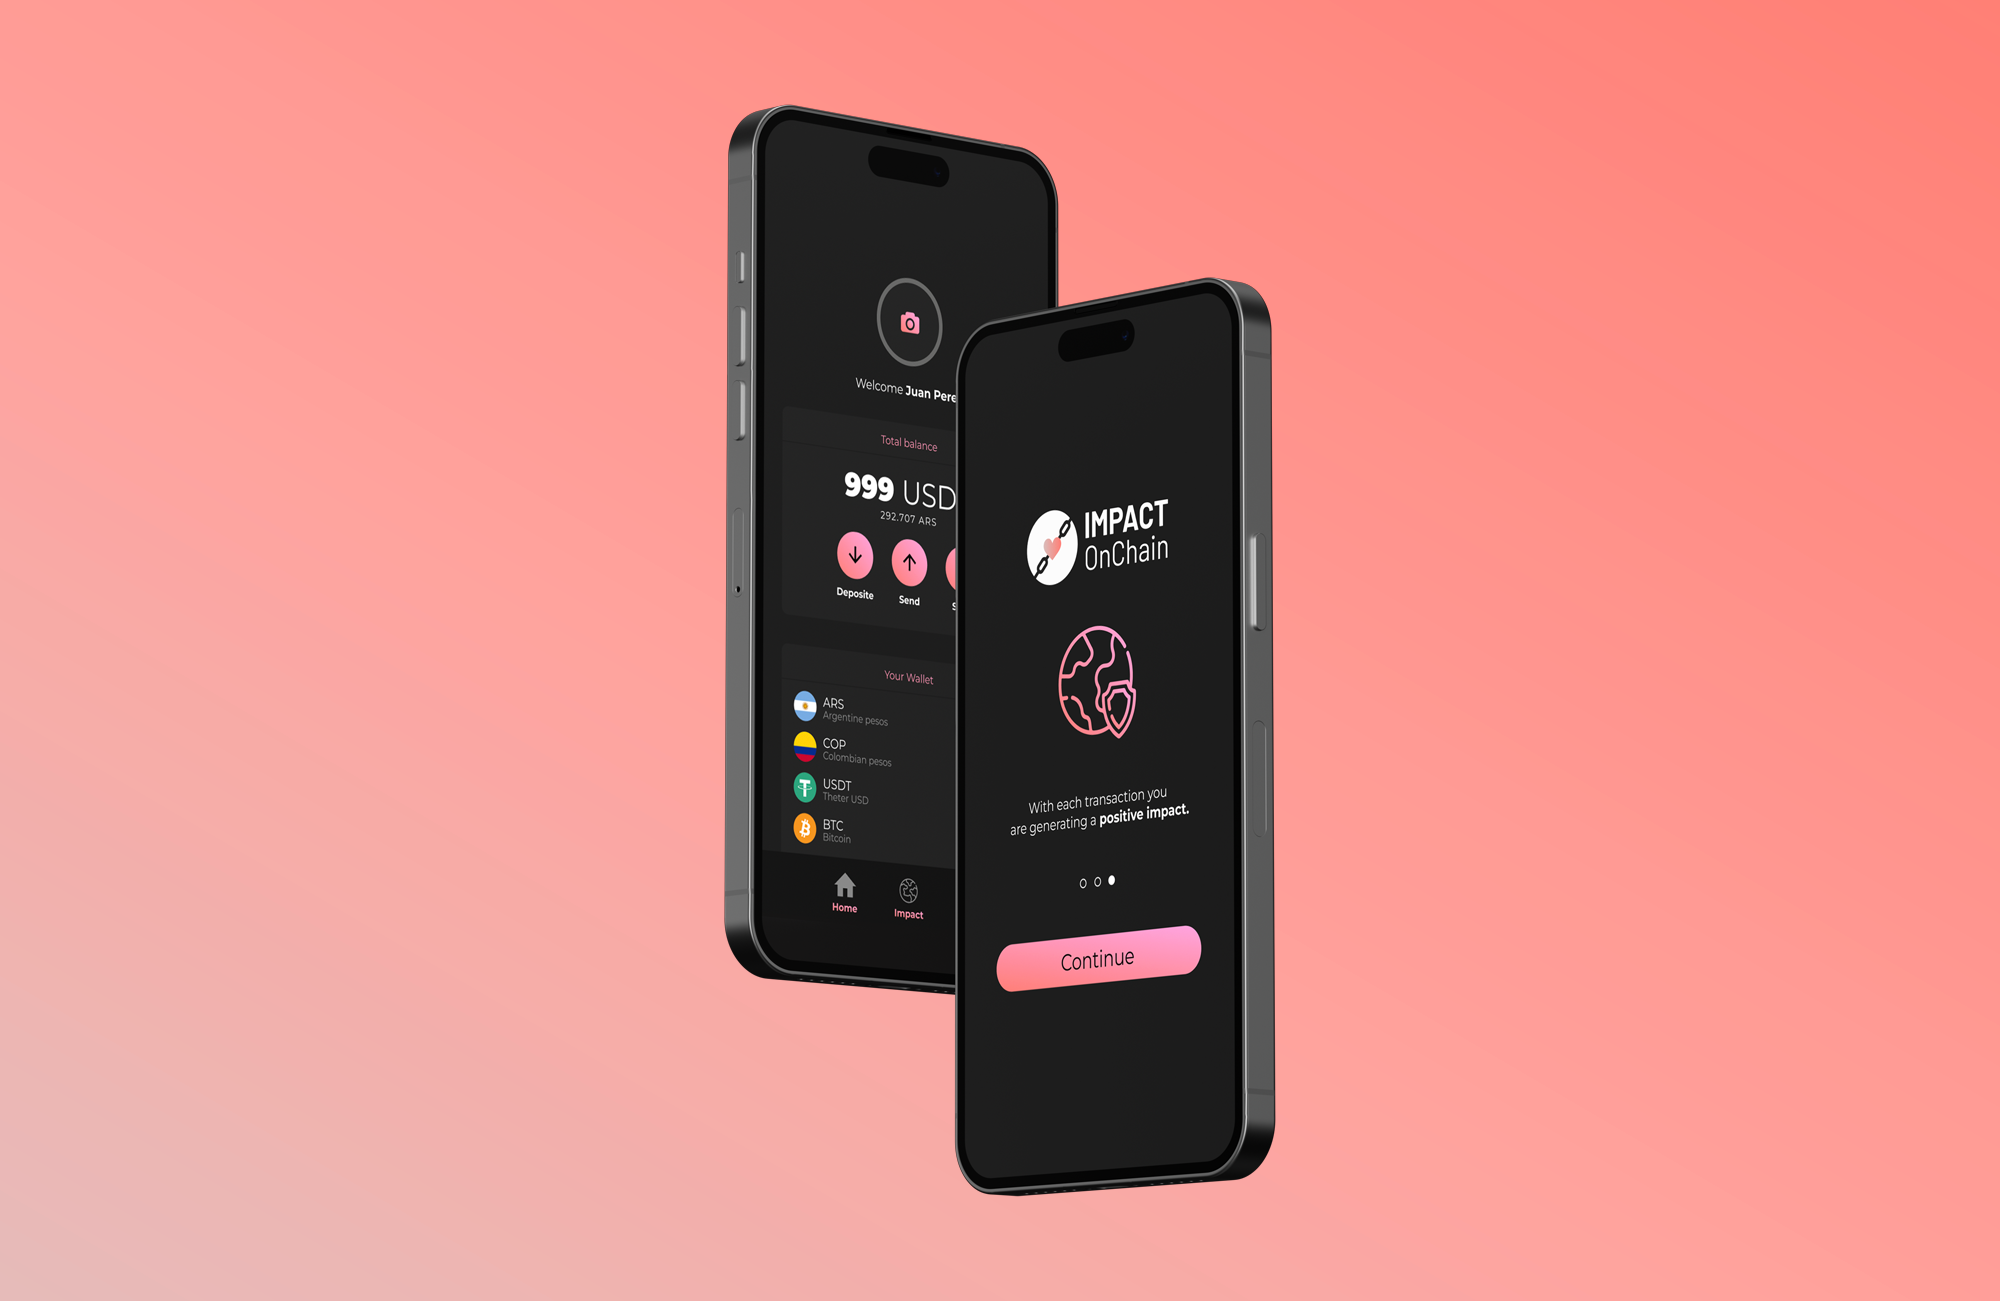 Welcome Juan Pere
Total balance
999 USD
292.707 ARS
Deposite
Send
S
Your Wallet
ARS
Argentine pesos
COP
Colombian pesos
USDT
Theter USD
BTC
Bitcoin
Home
Impact
IMPACT
OnChain
With each transaction you
are generating a positive impact.
Continue